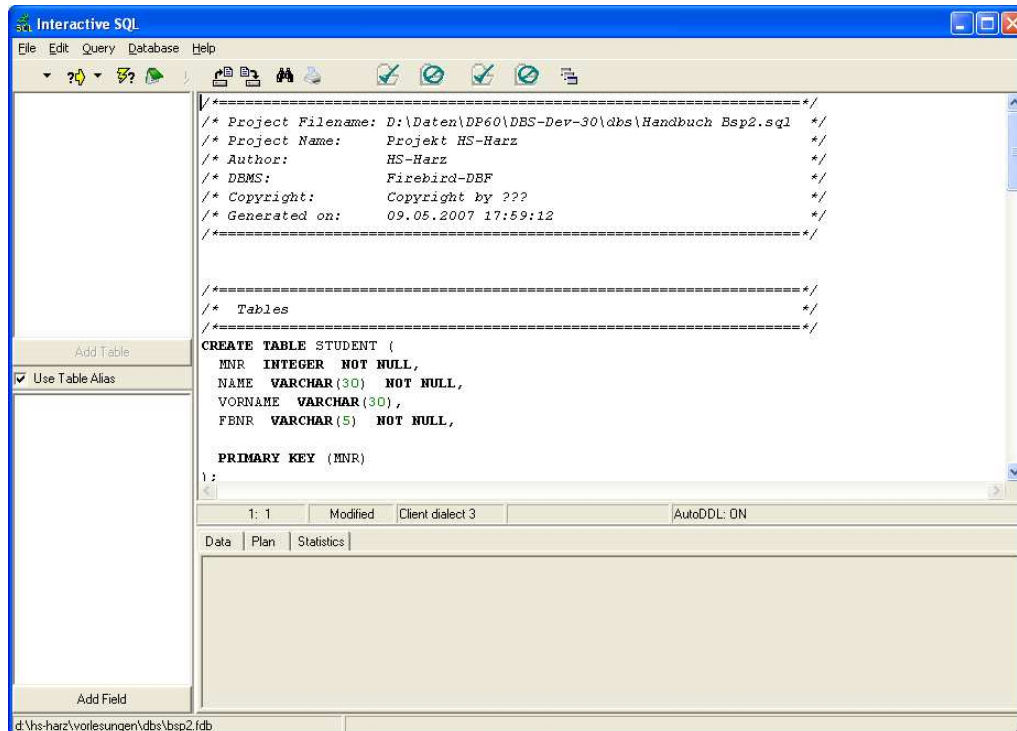 Interactive SQL
File Edit Query Database Help
/*===============================================================*/
/* Project Filename: D:\Daten\DP60\DBS-Dev-30\dbs\Handbuch Bsp2.sql */
/* Project Name: Projekt HS-Harz */
/* Author: HS-Harz */
/* DBMS: Firebird-DBF */
/* Copyright: Copyright by ??? */
/* Generated on: 09.05.2007 17:59:12 */
/*===============================================================*/
/*===============================================================*/
/* Tables */
/*===============================================================*/
CREATE TABLE STUDENT (
MNR INTEGER NOT NULL,
NAME VARCHAR(30) NOT NULL,
VORNAME VARCHAR(30),
FBNR VARCHAR(5) NOT NULL,
PRIMARY KEY (MNR)
);
Add Table
Use Table Alias
1: 1 Modified Client dialect 3 AutoDDL: ON
Data Plan Statistics
Add Field
d:\hs-harz\vorlesungen\dbs\bsp2.fdb